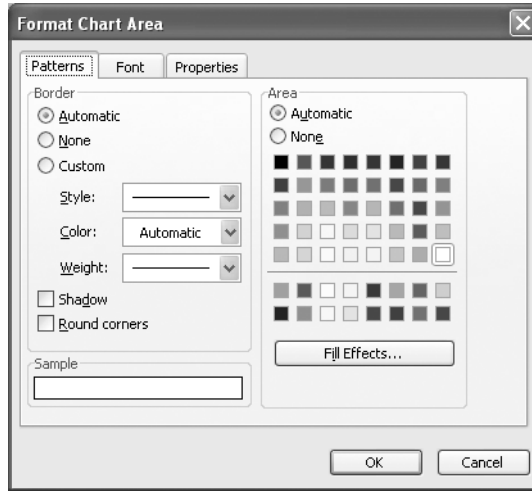 Format Chart Area
Patterns Font Properties
Border
Automatic
None
Custom
Style:
Color: Automatic
Weight:
Shadow
Round corners
Sample
Area
Automatic
None
Fill Effects...
OK Cancel